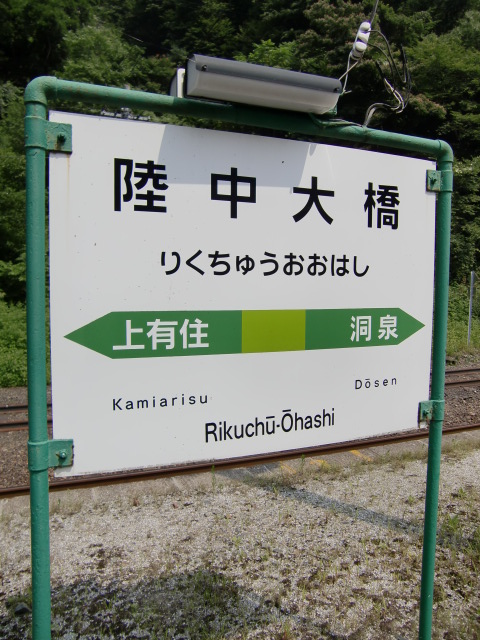 陸中大橋
りくちゅうおおはし
上有住 洞泉
Kamiarisu Dōsen
Rikuchū-Ōhashi